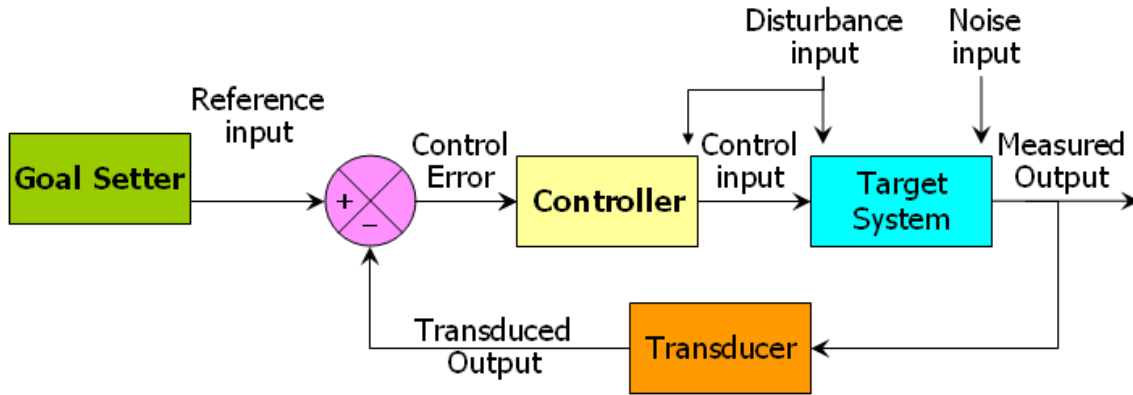 Disturbance
input
Noise
input
Reference
input
Goal Setter
+
−
Control
Error
Controller
Control
input
Target
System
Measured
Output
Transduced
Output
Transducer